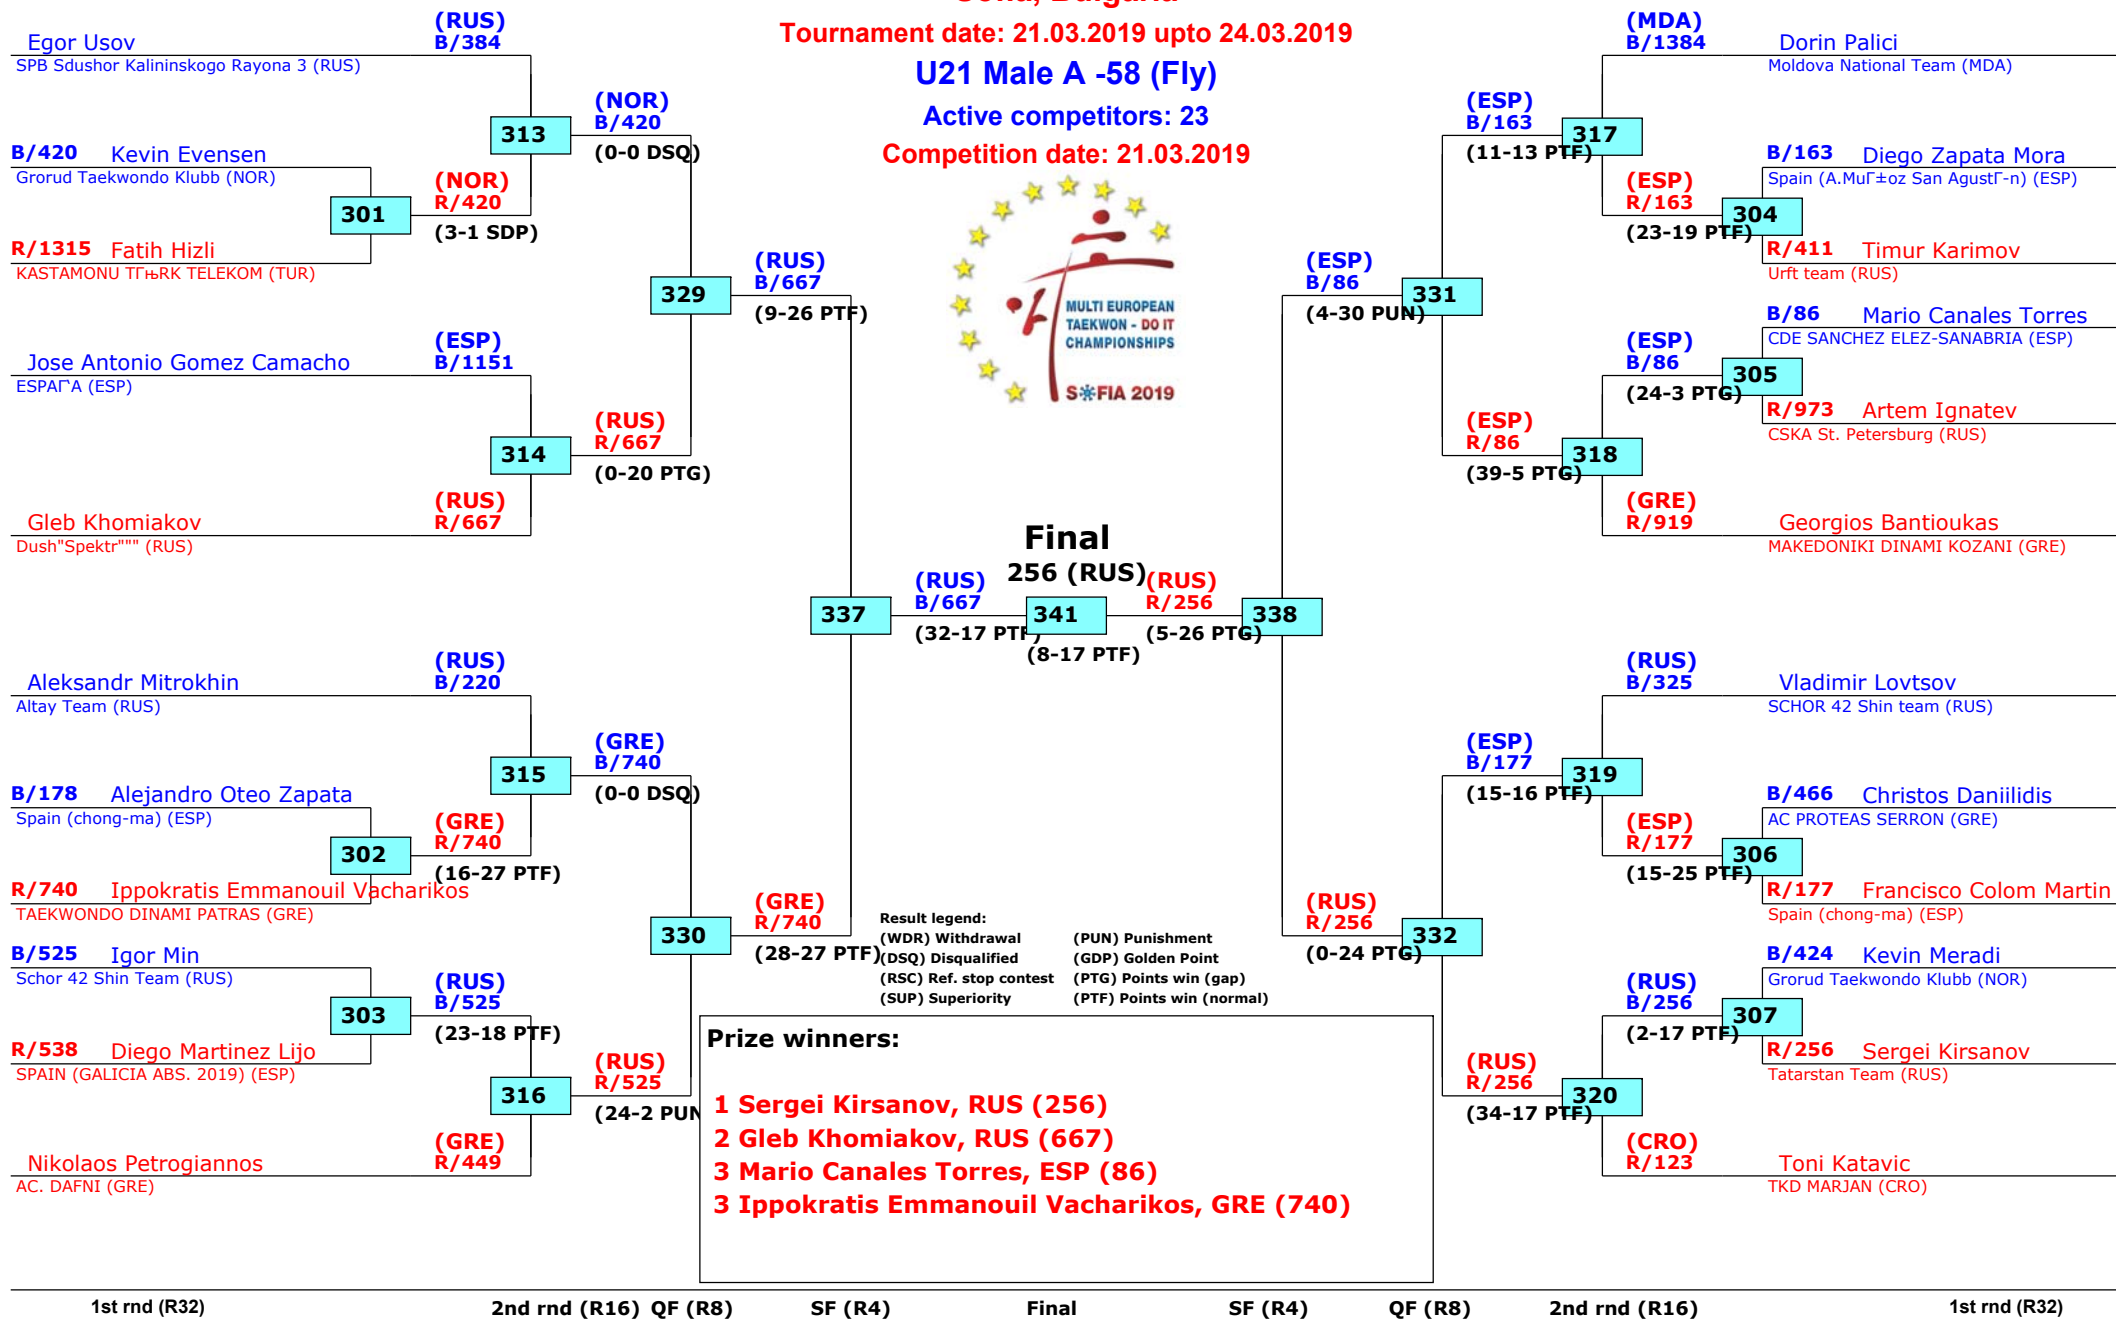 Sofia, Bulgaria
Tournament date: 21.03.2019 upto 24.03.2019
U21 Male A -58 (Fly)
Active competitors: 23
Competition date: 21.03.2019
MULTI EUROPEAN
TAEKWON - DO IT
CHAMPIONSHIPS
S FIA 2019
(RUS)
Egor Usov B/384
SPB Sdushor Kalininskogo Rayona 3 (RUS)
(NOR)
B/420
313
(0-0 DSQ)
B/420 Kevin Evensen
Grorud Taekwondo Klubb (NOR)
(NOR)
R/420
301
(3-1 SDP)
R/1315 Fatih Hizli
KASTAMONU TГњRK TELEKOM (TUR)
(RUS)
B/667
329
(9-26 PTF)
(ESP)
Jose Antonio Gomez Camacho B/1151
ESPAГ'A (ESP)
(RUS)
R/667
314
(0-20 PTG)
(RUS)
Gleb Khomiakov R/667
Dush"Spektr""" (RUS)
(RUS)
B/667
337
(32-17 PTF)
(RUS)
Aleksandr Mitrokhin B/220
Altay Team (RUS)
(GRE)
B/740
315
(0-0 DSQ)
B/178 Alejandro Oteo Zapata
Spain (chong-ma) (ESP)
(GRE)
R/740
302
(16-27 PTF)
R/740 Ippokratis Emmanouil Vacharikos
TAEKWONDO DINAMI PATRAS (GRE)
(GRE)
R/740
330
(28-27 PTF)
B/525 Igor Min
Schor 42 Shin Team (RUS)
(RUS)
B/525
303
(23-18 PTF)
R/538 Diego Martinez Lijo
SPAIN (GALICIA ABS. 2019) (ESP)
(RUS)
R/525
316
(24-2 PUN
(GRE)
Nikolaos Petrogiannos R/449
AC. DAFNI (GRE)
Final
256 (RUS)
341
(8-17 PTF)
(RUS)
R/256
338
(5-26 PTG)
(MDA)
B/1384 Dorin Palici
Moldova National Team (MDA)
(ESP)
B/163
317
(11-13 PTF)
B/163 Diego Zapata Mora
Spain (A.MuГ±oz San AgustГ-n) (ESP)
(ESP)
R/163
304
(23-19 PTF)
R/411 Timur Karimov
Urft team (RUS)
(ESP)
B/86
331
(4-30 PUN)
B/86 Mario Canales Torres
CDE SANCHEZ ELEZ-SANABRIA (ESP)
(ESP)
B/86
305
(24-3 PTG)
R/973 Artem Ignatev
CSKA St. Petersburg (RUS)
(ESP)
R/86
318
(39-5 PTG)
(GRE)
R/919 Georgios Bantioukas
MAKEDONIKI DINAMI KOZANI (GRE)
(RUS)
B/325 Vladimir Lovtsov
SCHOR 42 Shin team (RUS)
(ESP)
B/177
319
(15-16 PTF)
B/466 Christos Daniilidis
AC PROTEAS SERRON (GRE)
(ESP)
R/177
306
(15-25 PTF)
R/177 Francisco Colom Martin
Spain (chong-ma) (ESP)
(RUS)
R/256
332
(0-24 PTG)
B/424 Kevin Meradi
Grorud Taekwondo Klubb (NOR)
(RUS)
B/256
307
(2-17 PTF)
R/256 Sergei Kirsanov
Tatarstan Team (RUS)
(RUS)
R/256
320
(34-17 PTF)
(CRO)
R/123 Toni Katavic
TKD MARJAN (CRO)
Result legend:
(WDR) Withdrawal (PUN) Punishment
(DSQ) Disqualified (GDP) Golden Point
(RSC) Ref. stop contest (PTG) Points win (gap)
(SUP) Superiority (PTF) Points win (normal)
Prize winners:
1 Sergei Kirsanov, RUS (256)
2 Gleb Khomiakov, RUS (667)
3 Mario Canales Torres, ESP (86)
3 Ippokratis Emmanouil Vacharikos, GRE (740)
1st rnd (R32) 2nd rnd (R16) QF (R8) SF (R4) Final SF (R4) QF (R8) 2nd rnd (R16) 1st rnd (R32)